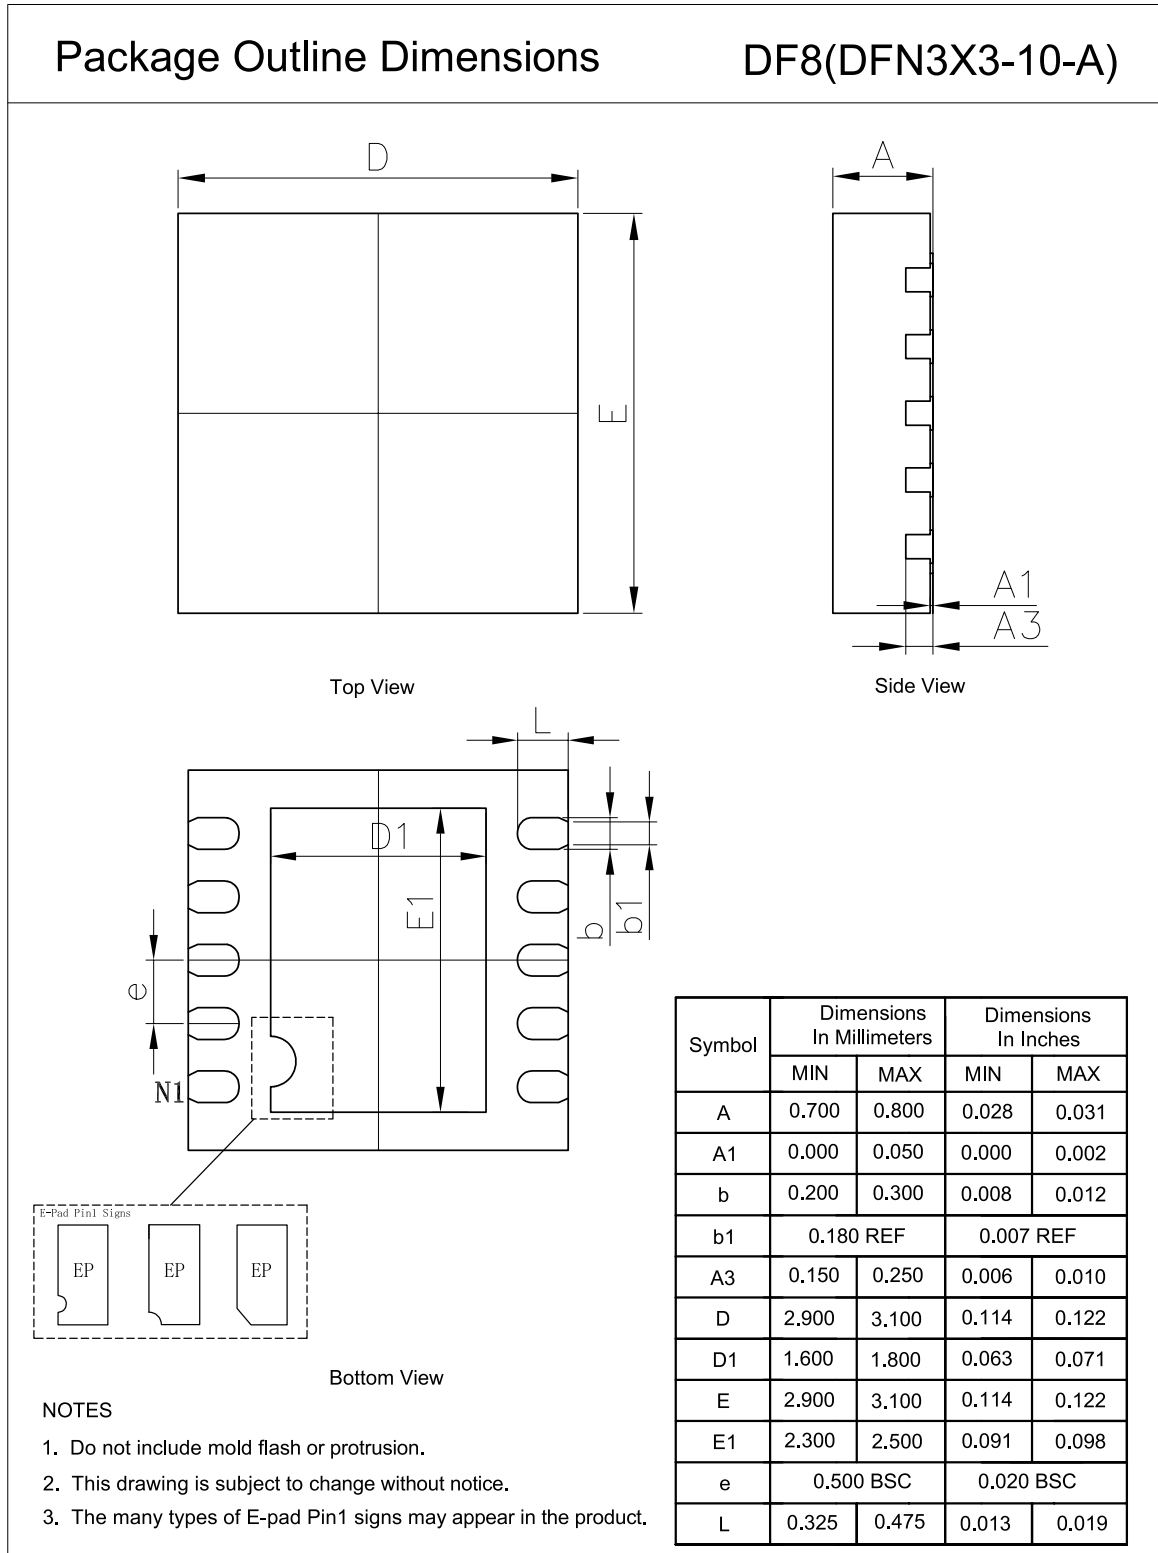 Package Outline Dimensions DF8(DFN3X3-10-A)
D
A
E
A1
A3
Top View
Side View
L
D1
E1
b
b1
e
N1
E-Pad Pin1 Signs
EP EP EP
Bottom View
Symbol Dimensions In Millimeters Dimensions In Inches
MIN MAX MIN MAX
A 0.700 0.800 0.028 0.031
A1 0.000 0.050 0.000 0.002
b 0.200 0.300 0.008 0.012
b1 0.180 REF 0.007 REF
A3 0.150 0.250 0.006 0.010
D 2.900 3.100 0.114 0.122
D1 1.600 1.800 0.063 0.071
E 2.900 3.100 0.114 0.122
E1 2.300 2.500 0.091 0.098
e 0.500 BSC 0.020 BSC
L 0.325 0.475 0.013 0.019
NOTES
1. Do not include mold flash or protrusion.
2. This drawing is subject to change without notice.
3. The many types of E-pad Pin1 signs may appear in the product.